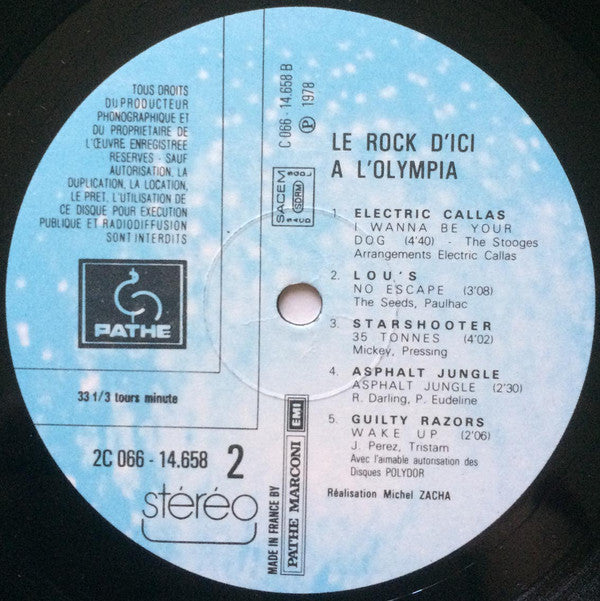 TOUS DROITS
DU PRODUCTEUR
PHONOGRAPHIQUE ET
DU PROPRIETAIRE DE
L'ŒUVRE ENREGISTREE
RESERVES - SAUF
AUTORISATION, LA
DUPLICATION, LA LOCATION,
LE PRET, L'UTILISATION DE
CE DISQUE POUR EXECUTION
PUBLIQUE ET RADIODIFFUSION
SONT INTERDITS
PATHE
33 1/3 tours minute
2C 066 - 14.658 2
stéréo
C 066 - 14.658 B
Ⓟ 1978
SACEM
SDRM
MADE IN FRANCE BY
PATHE MARCONI EMI
LE ROCK D'ICI
A L'OLYMPIA
1. ELECTRIC CALLAS
I WANNA BE YOUR
DOG (4'40) - The Stooges
Arrangements Electric Callas
2. LOU'S
NO ESCAPE (3'08)
The Seeds, Paulhac
3. STARSHOOTER
35 TONNES (4'02)
Mickey, Pressing
4. ASPHALT JUNGLE
ASPHALT JUNGLE (2'30)
R. Darling, P. Eudeline
5. GUILTY RAZORS
WAKE UP (2'06)
J. Perez, Tristam
Avec l'aimable autorisation des
Disques POLYDOR
Réalisation Michel ZACHA